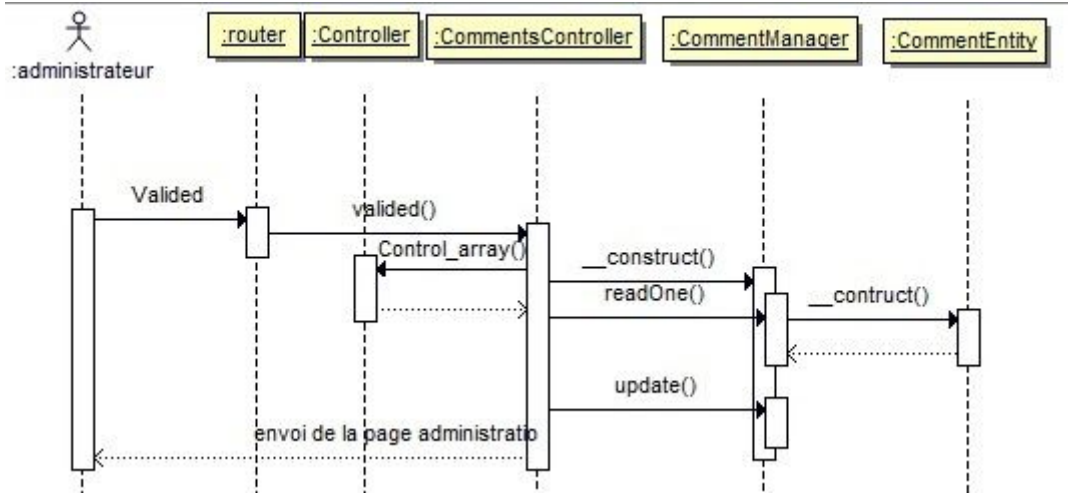 :router
:Controller
:CommentsController
:CommentManager
:CommentEntity
:administrateur
Valided
valided()
Control_array()
__construct()
readOne()
__contruct()
update()
envoi de la page administratio